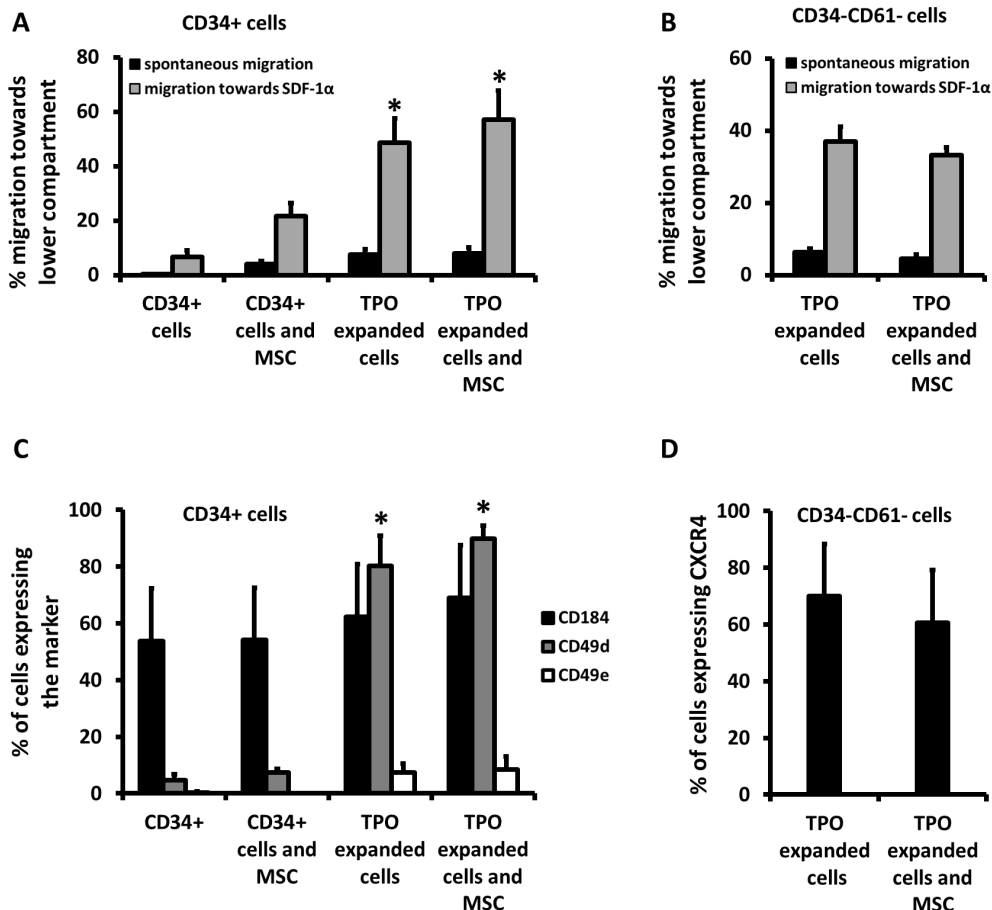 A
CD34+ cells
% migration towards
lower compartment
80
60
40
20
0
spontaneous migration
migration towards SDF-1α
*
*
CD34+
cells
CD34+
cells and
MSC
TPO
expanded
cells
TPO
expanded
cells and
MSC
B
CD34-CD61- cells
% migration towards
lower compartment
60
40
20
0
spontaneous migration
migration towards SDF-1α
TPO
expanded
cells
TPO
expanded
cells and
MSC
C
CD34+ cells
% of cells expressing
the marker
100
80
60
40
20
0
*
*
CD184
CD49d
CD49e
CD34+
CD34+
cells and
MSC
TPO
expanded
cells
TPO
expanded
cells and
MSC
D
CD34-CD61- cells
% of cells expressing CXCR4
100
80
60
40
20
0
TPO
expanded
cells
TPO
expanded
cells and
MSC